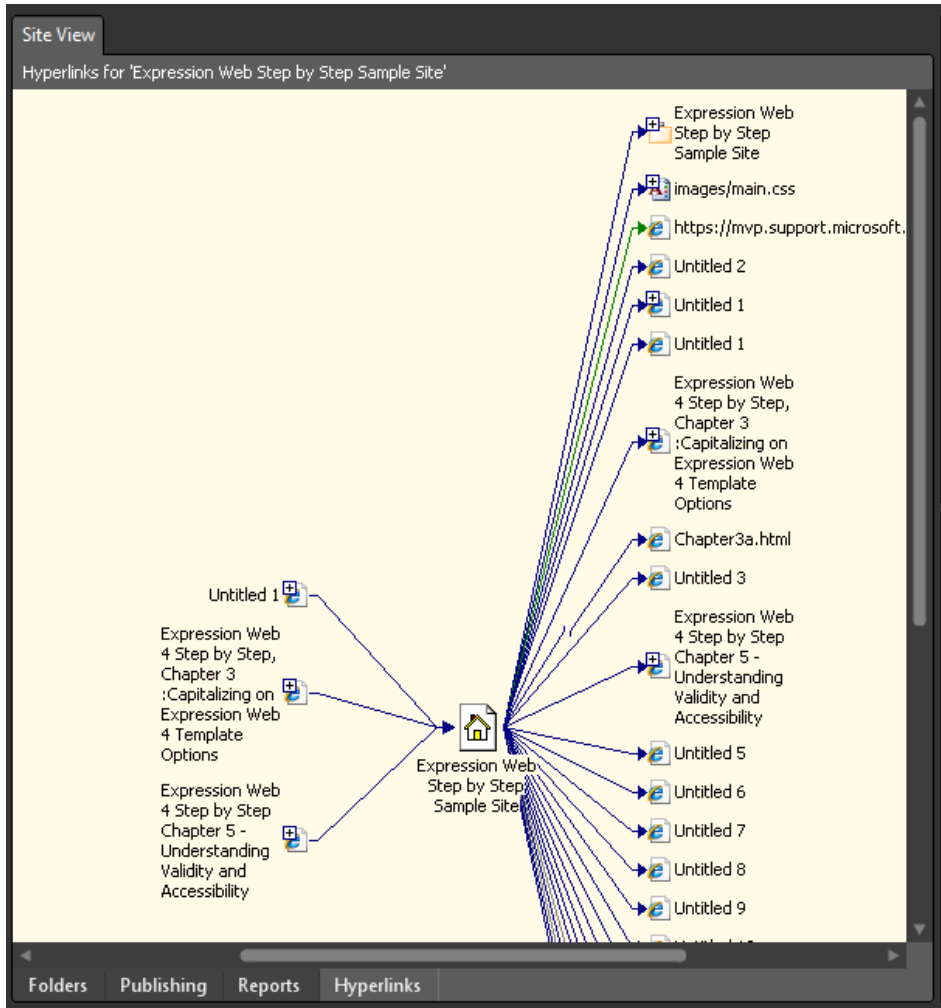 Site View
Hyperlinks for 'Expression Web Step by Step Sample Site'
Expression Web
Step by Step
Sample Site
images/main.css
https://mvp.support.microsoft.
Untitled 2
Untitled 1
Untitled 1
Expression Web
4 Step by Step,
Chapter 3
:Capitalizing on
Expression Web
4 Template
Options
Chapter3a.html
Untitled 3
Expression Web
4 Step by Step
Chapter 5 -
Understanding
Validity and
Accessibility
Untitled 5
Untitled 6
Untitled 7
Untitled 8
Untitled 9
Untitled 1
Expression Web
4 Step by Step,
Chapter 3
:Capitalizing on
Expression Web
4 Template
Options
Expression Web
4 Step by Step
Chapter 5 -
Understanding
Validity and
Accessibility
Expression Web
Step by Step
Sample Site
Folders Publishing Reports Hyperlinks